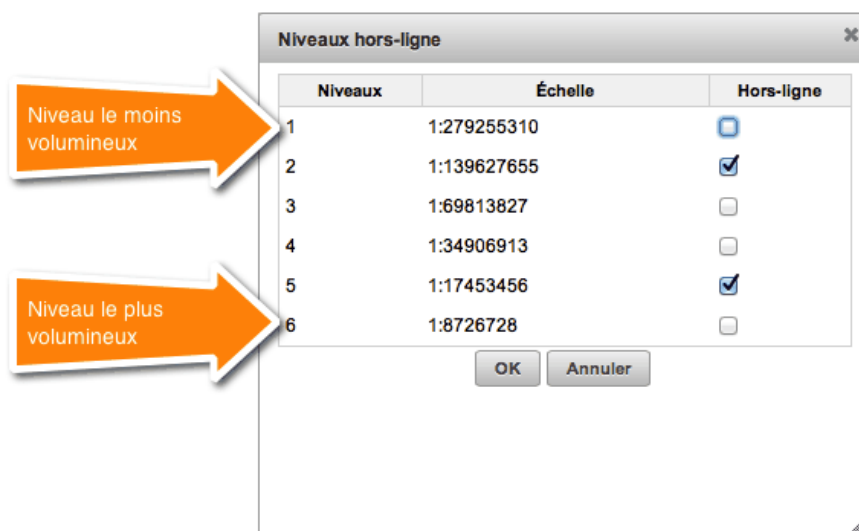 Niveaux hors-ligne
Niveaux Échelle Hors-ligne
Niveau le moins
volumineux
1 1:279255310
2 1:139627655
3 1:69813827
4 1:34906913
5 1:17453456
Niveau le plus
volumineux
6 1:8726728
OK Annuler